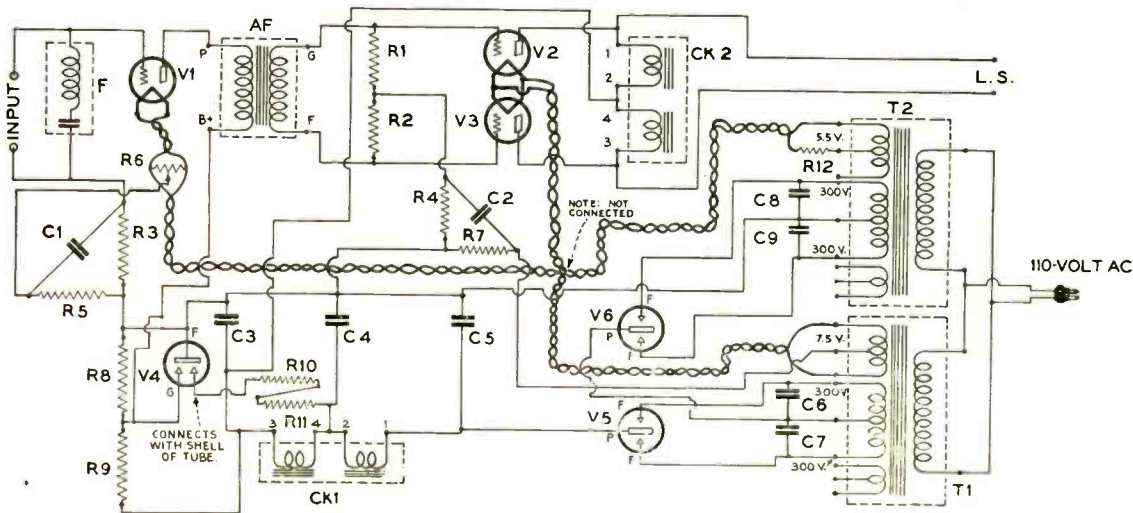 INPUT
F
V1
AF
P
G
B+
F
R1
R2
V2
V3
1
2
4
3
CK 2
L.S.
T2
5.5 V.
R12
300 V.
C8
C9
300 V.
R6
C1
R3
R5
R4
C2
R7
NOTE: NOT
CONNECTED
110-VOLT AC
F
C3
C4
C5
V6
F
P
F
7.5 V.
300 V.
R8
V4
G
R10
R11
3
4
2
1
CONNECTS
WITH SHELL
OF TUBE.
R9
CK1
V5
F
P
F
C6
C7
300 V.
T1